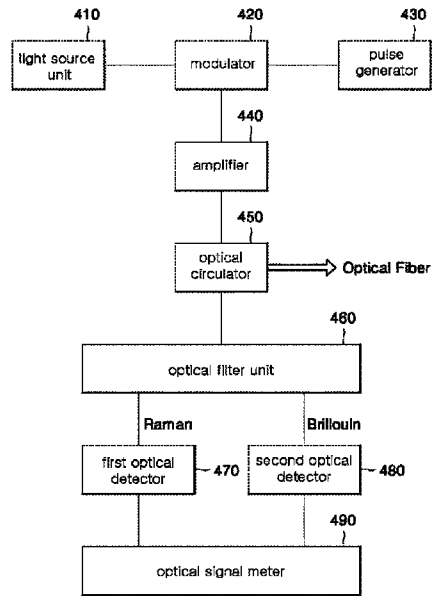 410
420
430
light source
unit
modulator
pulse
generator
440
amplifier
450
optical
circulator
Optical Fiber
460
optical filter unit
Raman
Brillouin
first optical
detector
470
second optical
detector
480
490
optical signal meter